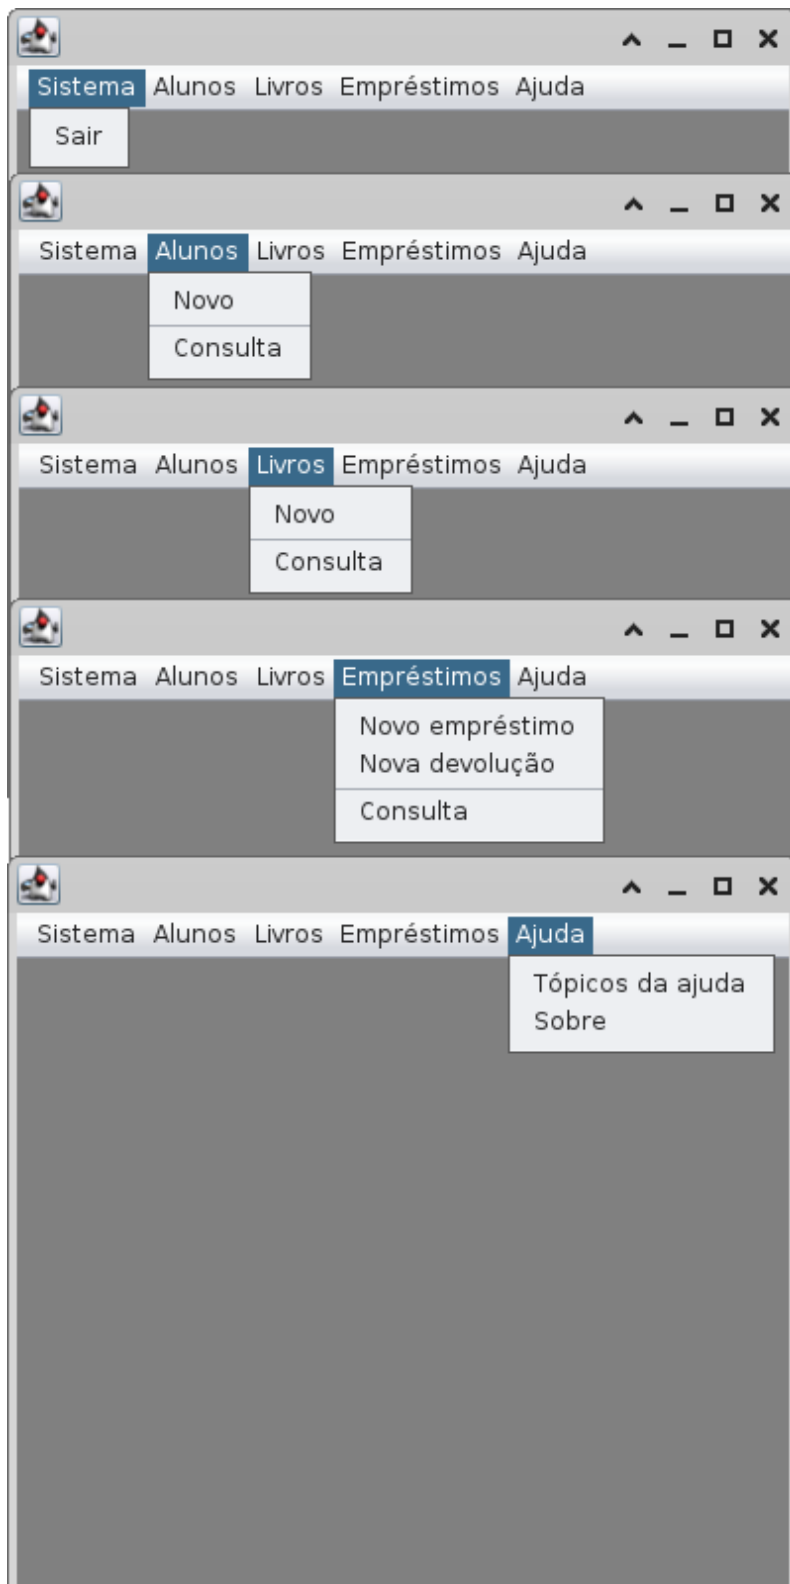 Sistema Alunos Livros Empréstimos Ajuda
Sair
Sistema Alunos Livros Empréstimos Ajuda
Novo
Consulta
Sistema Alunos Livros Empréstimos Ajuda
Novo
Consulta
Sistema Alunos Livros Empréstimos Ajuda
Novo empréstimo
Nova devolução
Consulta
Sistema Alunos Livros Empréstimos Ajuda
Tópicos da ajuda
Sobre